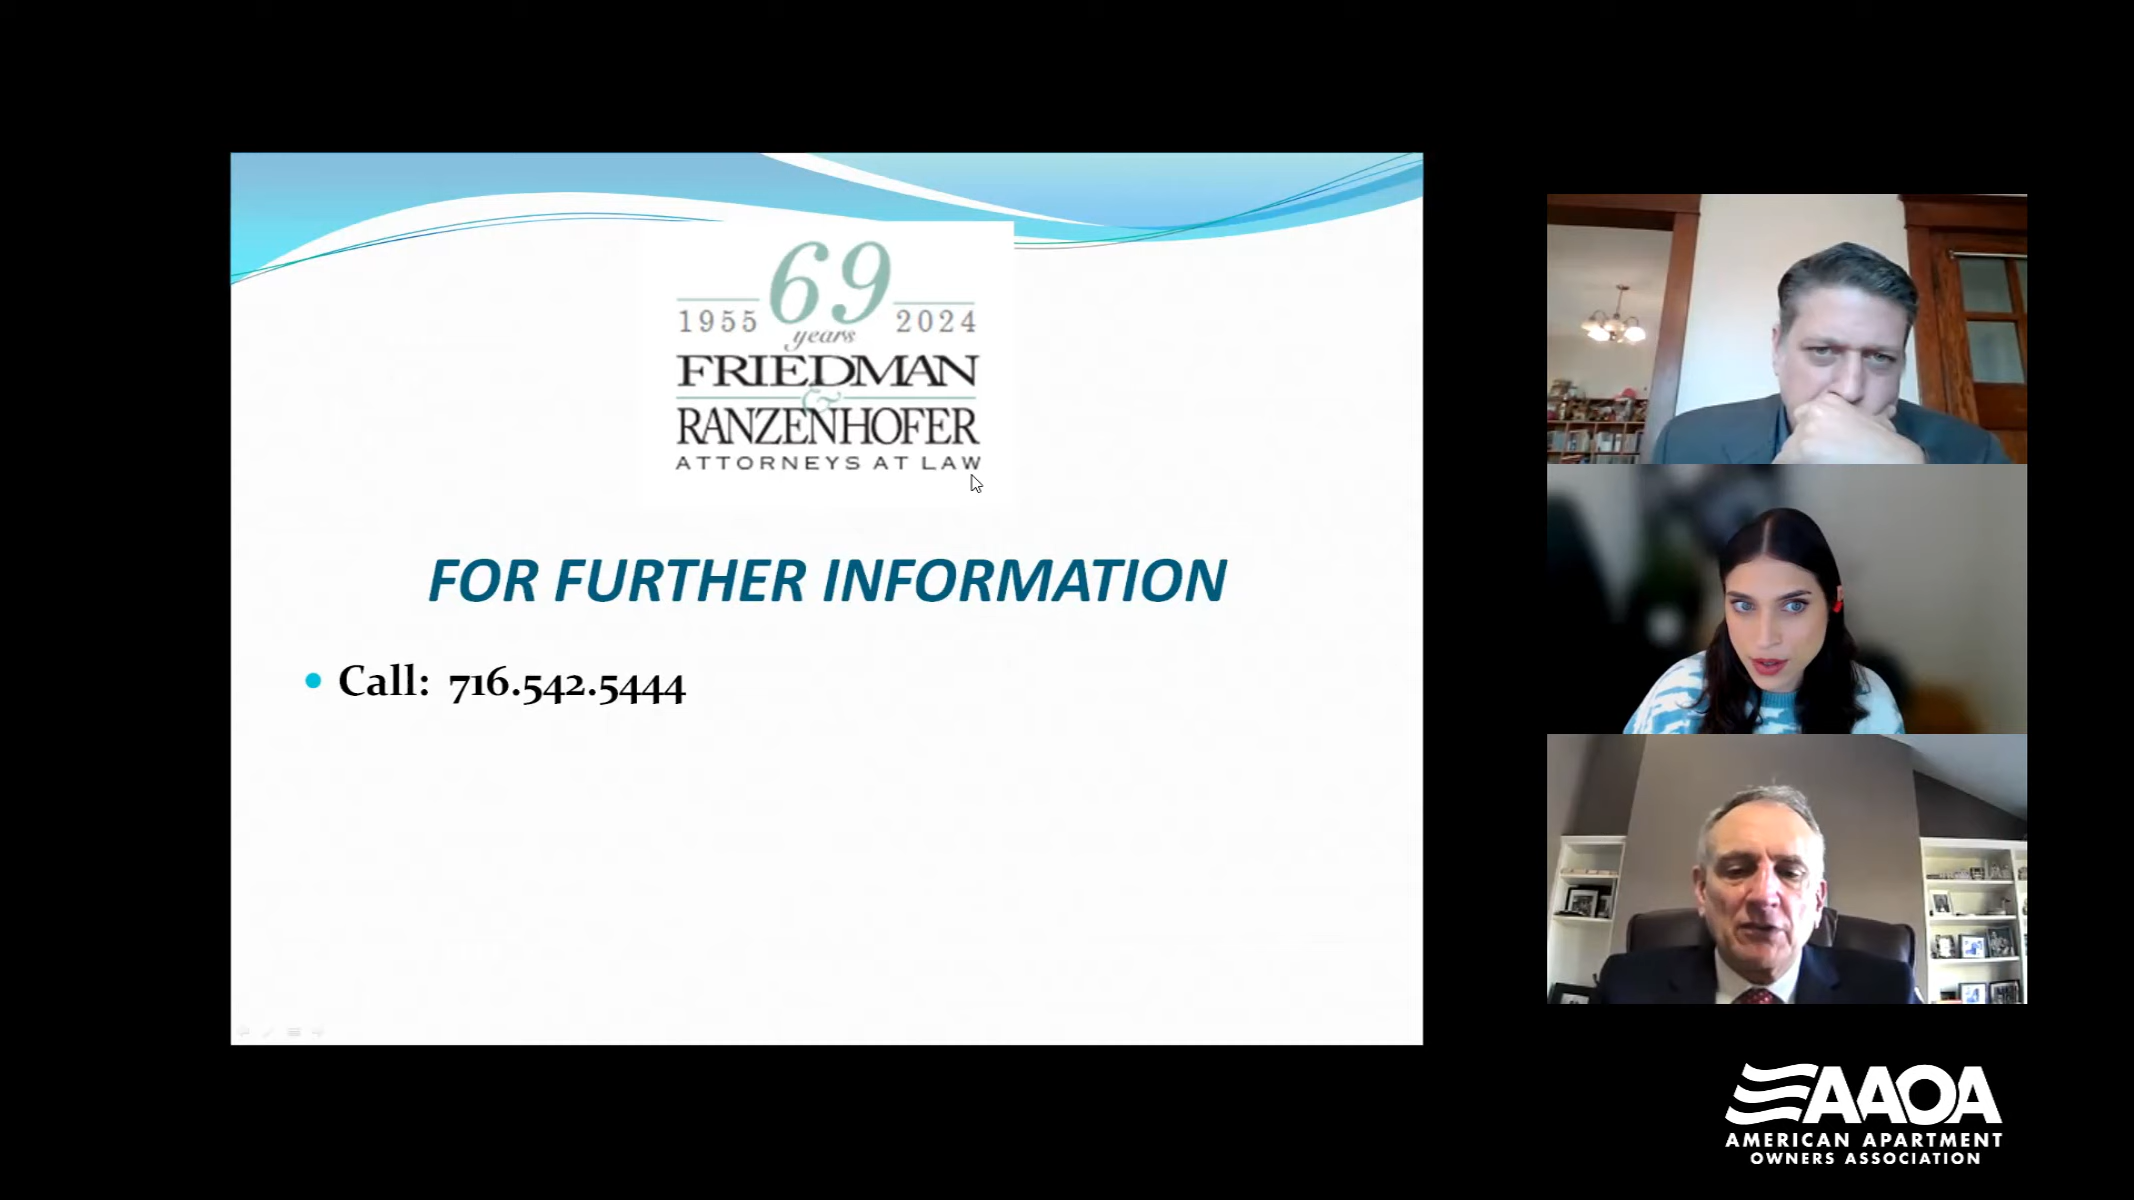 69
1955 years 2024
FRIEDMAN
&
RANZENHOFER
ATTORNEYS AT LAW
FOR FURTHER INFORMATION
• Call: 716.542.5444
AAOA
AMERICAN APARTMENT
OWNERS ASSOCIATION